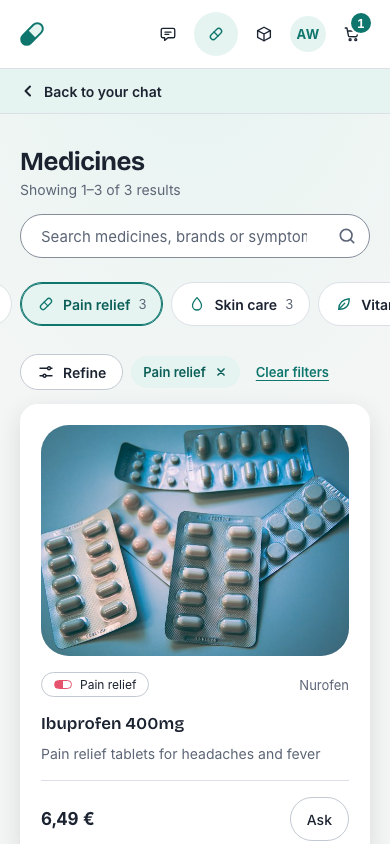 AW
1
Back to your chat
Medicines
Showing 1–3 of 3 results
Search medicines, brands or symptom
Pain relief 3
Skin care 3
Vita
Refine
Pain relief
Clear filters
Pain relief
Nurofen
Ibuprofen 400mg
Pain relief tablets for headaches and fever
6,49 €
Ask